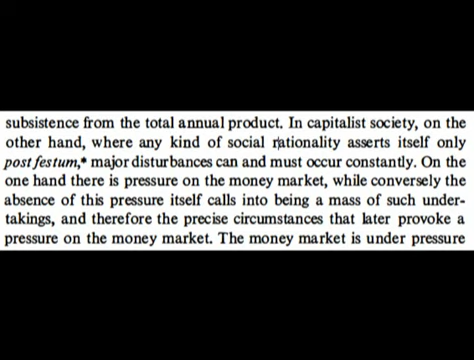 subsistence from the total annual product. In capitalist society, on the
other hand, where any kind of social rationality asserts itself only
post festum,* major disturbances can and must occur constantly. On the
one hand there is pressure on the money market, while conversely the
absence of this pressure itself calls into being a mass of such under-
takings, and therefore the precise circumstances that later provoke a
pressure on the money market. The money market is under pressure